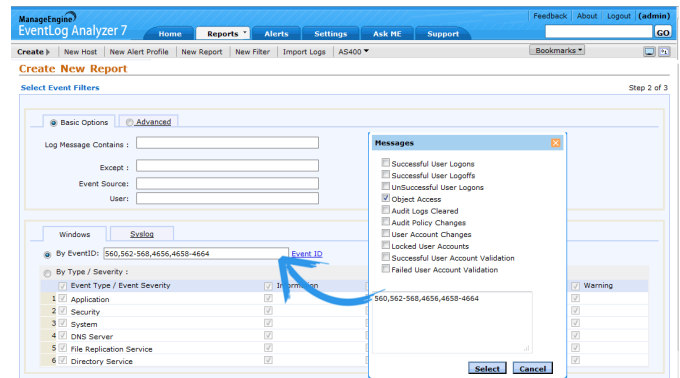 ManageEngine
EventLog Analyzer 7
Feedback About Logout (admin)
Home Reports Alerts Settings Ask ME Support
GO
Create New Host New Alert Profile New Report New Filter Import Logs AS400
Bookmarks
Create New Report
Select Event Filters
Step 2 of 3
Basic Options Advanced
Log Message Contains :
Except :
Event Source:
User:
Messages
Successful User Logons
Successful User Logoffs
UnSuccessful User Logons
Object Access
Audit Logs Cleared
Audit Policy Changes
User Account Changes
Locked User Accounts
Successful User Account Validation
Failed User Account Validation
560,562-568,4656,4658-4664
Select Cancel
Windows Syslog
By EventID: 560,562-568,4656,4658-4664 Event ID
By Type / Severity :
Event Type / Event Severity Information Warning
1 Application
2 Security
3 System
4 DNS Server
5 File Replication Service
6 Directory Service